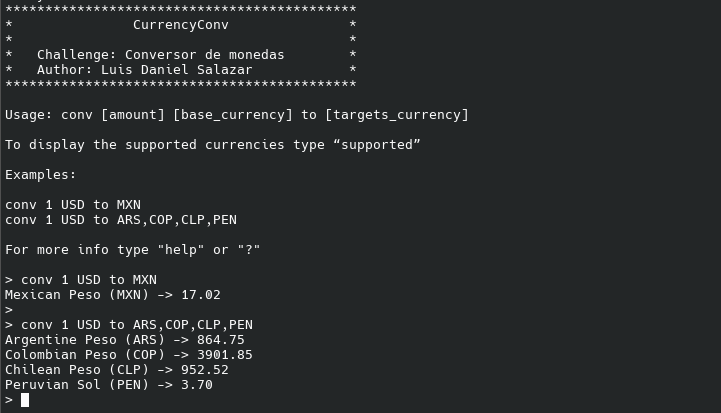 ********************************************
*               CurrencyConv               *
*                                          *
*   Challenge: Conversor de monedas        *
*   Author: Luis Daniel Salazar            *
********************************************
Usage: conv [amount] [base_currency] to [targets_currency]
To display the supported currencies type “supported”
Examples:
conv 1 USD to MXN
conv 1 USD to ARS,COP,CLP,PEN
For more info type "help" or "?"
> conv 1 USD to MXN
Mexican Peso (MXN) -> 17.02
>
> conv 1 USD to ARS,COP,CLP,PEN
Argentine Peso (ARS) -> 864.75
Colombian Peso (COP) -> 3901.85
Chilean Peso (CLP) -> 952.52
Peruvian Sol (PEN) -> 3.70
>